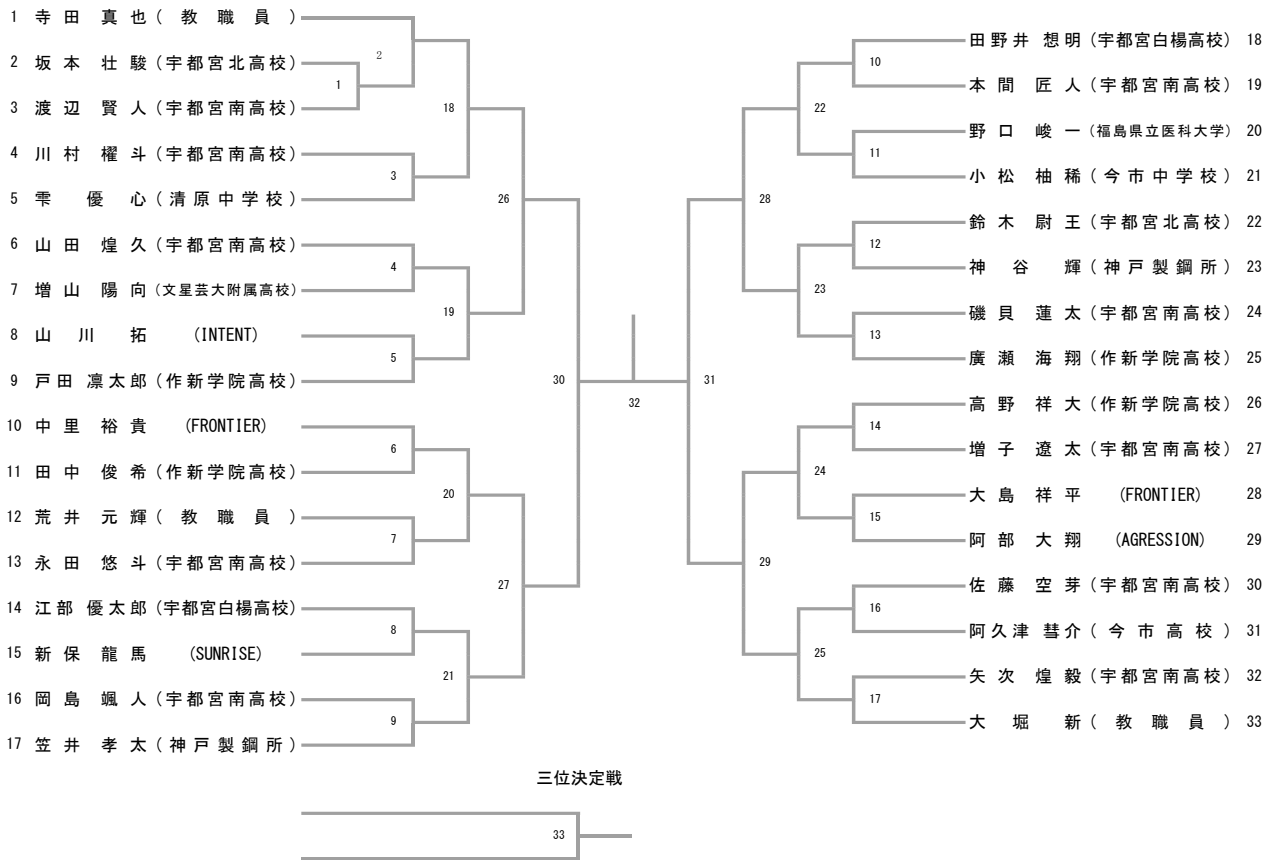 1 寺田 真也 (教職員)
2 坂本 壮駿 (宇都宮北高校)
3 渡辺 賢人 (宇都宮南高校)
4 川村 櫂斗 (宇都宮南高校)
5 雫 優心 (清原中学校)
6 山田 煌久 (宇都宮南高校)
7 増山 陽向 (文星芸大附属高校)
8 山川 拓 (INTENT)
9 戸田 凛太郎 (作新学院高校)
10 中里 裕貴 (FRONTIER)
11 田中 俊希 (作新学院高校)
12 荒井 元輝 (教職員)
13 永田 悠斗 (宇都宮南高校)
14 江部 優太郎 (宇都宮白楊高校)
15 新保 龍馬 (SUNRISE)
16 岡島 颯人 (宇都宮南高校)
17 笠井 孝太 (神戸製鋼所)
1
2
3
4
5
6
7
8
9
18
19
20
21
26
27
30
32
31
28
29
22
23
24
25
10
11
12
13
14
15
16
17
田野井 想明 (宇都宮白楊高校) 18
本間 匠人 (宇都宮南高校) 19
野口 峻一 (福島県立医科大学) 20
小松 柚稀 (今市中学校) 21
鈴木 尉王 (宇都宮北高校) 22
神谷 輝 (神戸製鋼所) 23
磯貝 蓮太 (宇都宮南高校) 24
廣瀬 海翔 (作新学院高校) 25
高野 祥大 (作新学院高校) 26
増子 遼太 (宇都宮南高校) 27
大島 祥平 (FRONTIER) 28
阿部 大翔 (AGRESSION) 29
佐藤 空芽 (宇都宮南高校) 30
阿久津 彗介 (今市高校) 31
矢次 煌毅 (宇都宮南高校) 32
大堀 新 (教職員) 33
三位決定戦
33